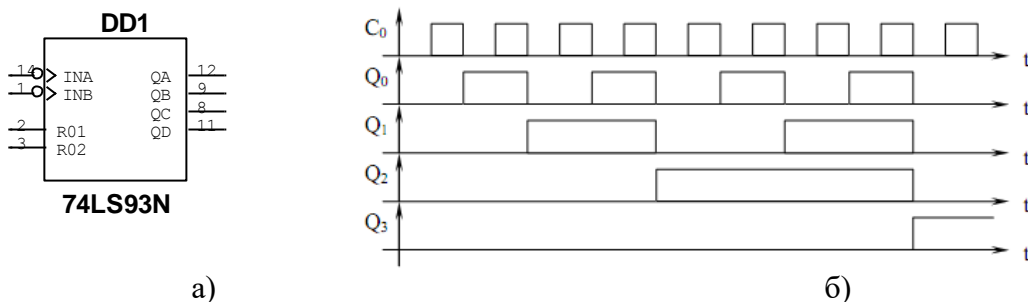 DD1
14 INA QA 12
1 INB QB 9
QC 8
2 R01 QD 11
3 R02
74LS93N
а)
C₀ t
Q₀ t
Q₁ t
Q₂ t
Q₃ t
б)